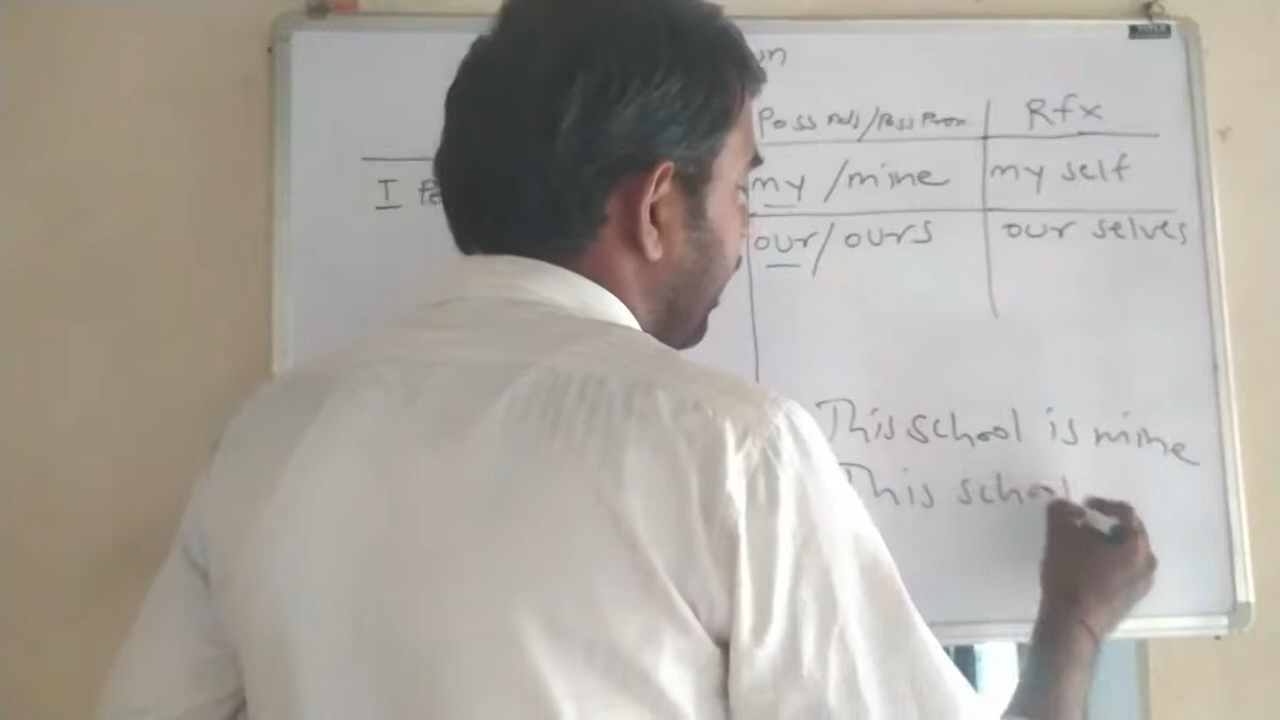 Poss Adj/Poss Pron Rfx
I my/mine my self
our/ours our selves
This school is mine
This school